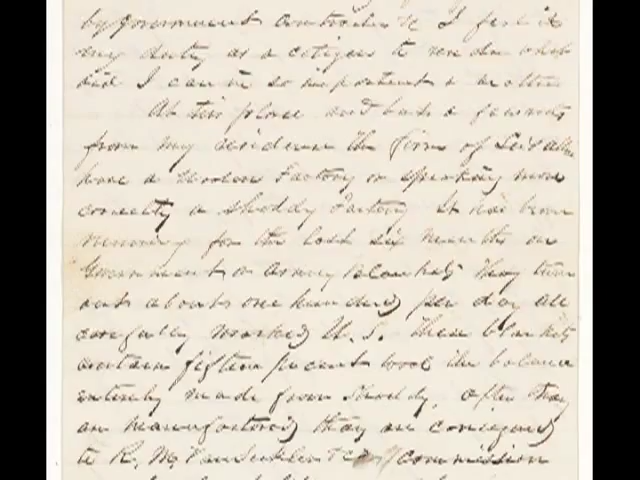 by government contractors &c I feel it
my duty as a citizen to render what
aid I can in so important a matter
At this place and but a few rods
from my residence the firm of
have a Woolen Factory or speaking more
correctly a Shoddy Factory It has been
running for the last six months on
Government or Army blankets they turn
out about one hundred per day all
carefully marked U.S. These blankets
contain fifteen percent wool the balance
entirely made from Shoddy, after they
are manufactored they are consigned
to R. M. commission